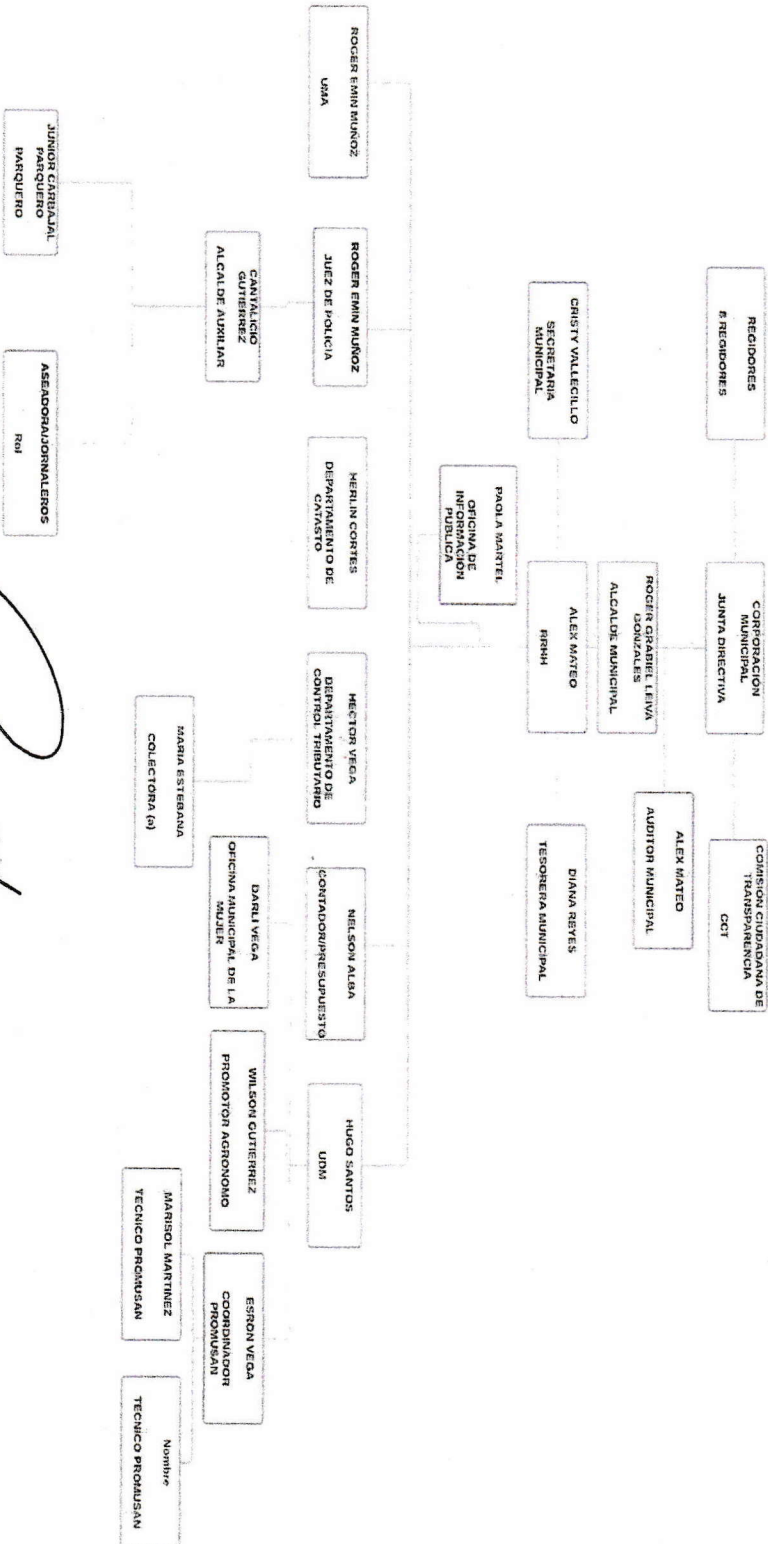 REGIDORES
5 REGIDORES
CORPORACIÓN
MUNICIPAL
JUNTA DIRECTIVA
COMISIÓN CIUDADANA DE
TRANSPARENCIA
CCT
ROGER GRABIEL LEIVA
GONZALES
ALCALDE MUNICIPAL
ALEX MATEO
AUDITOR MUNICIPAL
CRISTY VALLECILLO
SECRETARIA
MUNICIPAL
ALEX MATEO
RRHH
DIANA REYES
TESORERA MUNICIPAL
PAOLA MARTEL
OFICINA DE
INFORMACIÓN
PUBLICA
ROGER EMIN MUÑOZ
UMA
ROGER EMIN MUÑOZ
JUEZ DE POLICIA
HERLIN CORTES
DEPARTAMENTO DE
CATASTO
HECTOR VEGA
DEPARTAMENTO DE
CONTROL TRIBUTARIO
NELSON ALBA
CONTADOR/PRESUPUESTO
HUGO SANTOS
UDM
CANTALICIO
GUTIERREZ
ALCALDE AUXILIAR
DARLI VEGA
OFICINA MUNICIPAL DE LA
MUJER
WILSON GUTIERREZ
PROMOTOR AGRONOMO
ESRON VEGA
COORDINADOR
PROMUSAN
MARIA ESTEBANA
COLECTORA (a)
MARISOL MARTINEZ
TECNICO PROMUSAN
Nombre
TECNICO PROMUSAN
JUNIOR CARBAJAL
PARQUERO
PARQUERO
ASEADORA/JORNALEROS
Rol